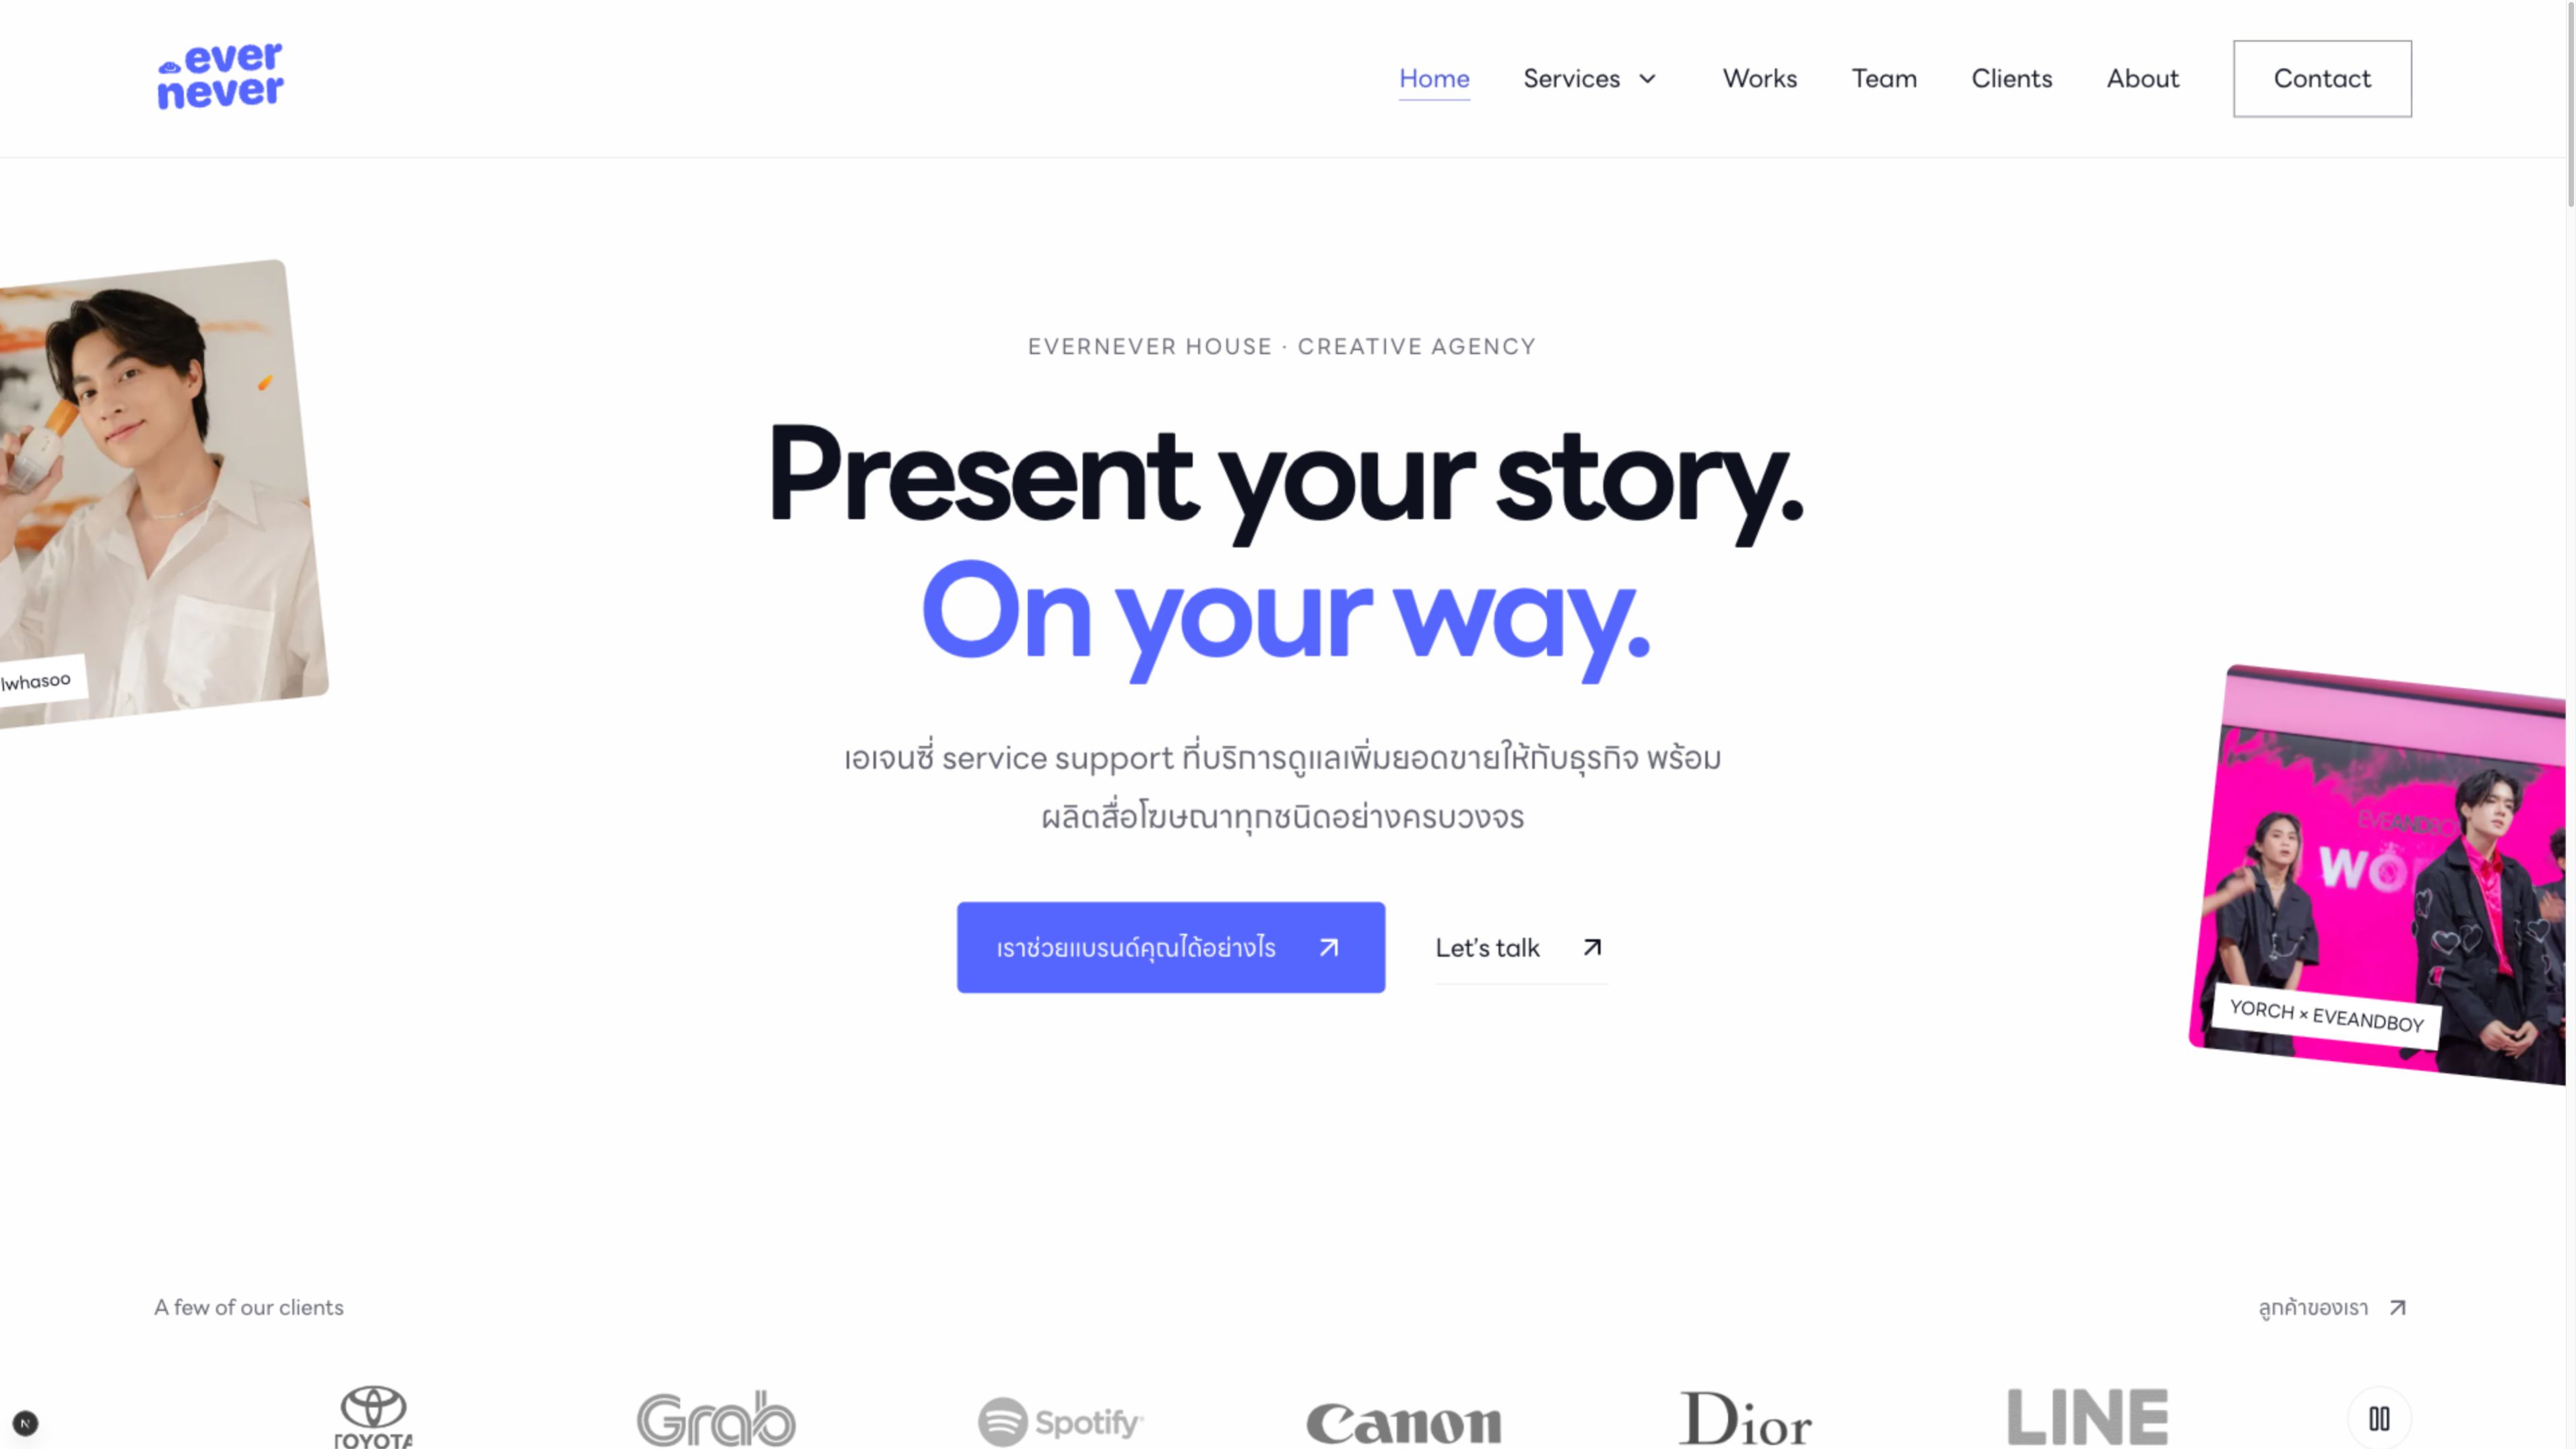 ever
never
Home
Services
Works
Team
Clients
About
Contact
EVERNEVER HOUSE · CREATIVE AGENCY
Present your story.
On your way.
lwhasoo
เอเจนซี่ service support ที่บริการดูแลเพิ่มยอดขายให้กับธุรกิจ พร้อม
ผลิตสื่อโฆษณาทุกชนิดอย่างครบวงจร
EVEANDBO
WO
YORCH × EVEANDBOY
เราช่วยแบรนด์คุณได้อย่างไร
Let's talk
A few of our clients
ลูกค้าของเรา
TOYOTA
Grab
Spotify
Canon
Dior
LINE
N